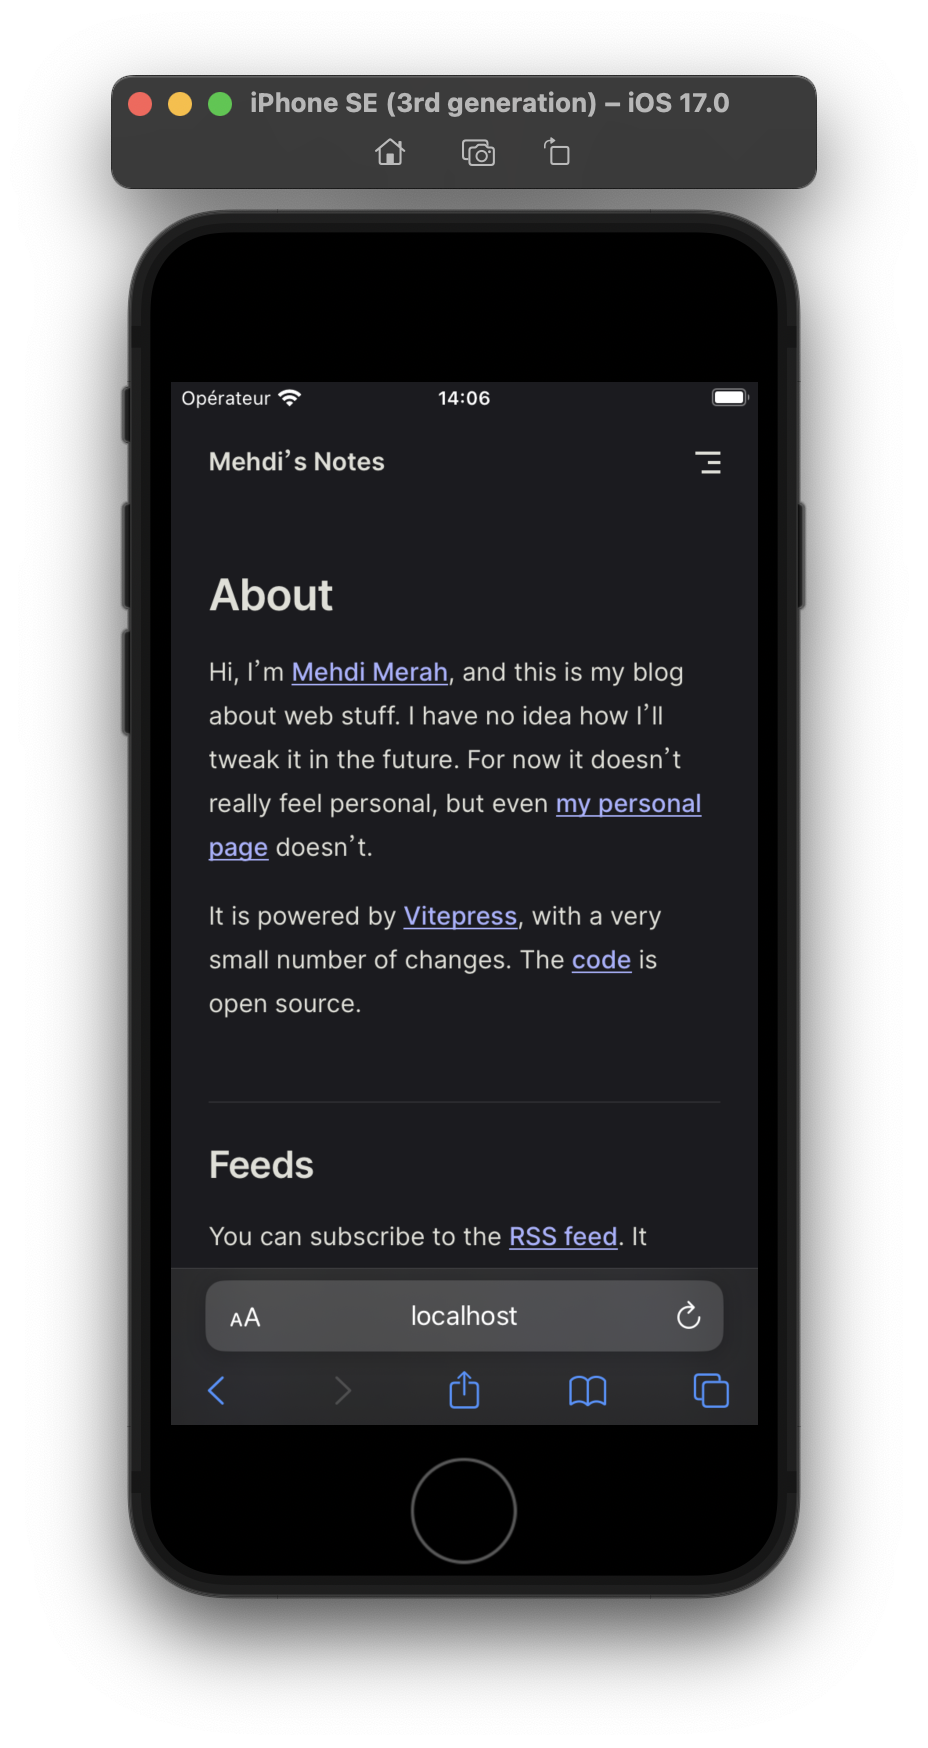 iPhone SE (3rd generation) – iOS 17.0
Opérateur 14:06
Mehdi’s Notes
About
Hi, I’m Mehdi Merah, and this is my blog
about web stuff. I have no idea how I’ll
tweak it in the future. For now it doesn’t
really feel personal, but even my personal
page doesn’t.
It is powered by Vitepress, with a very
small number of changes. The code is
open source.
Feeds
You can subscribe to the RSS feed. It
AA localhost